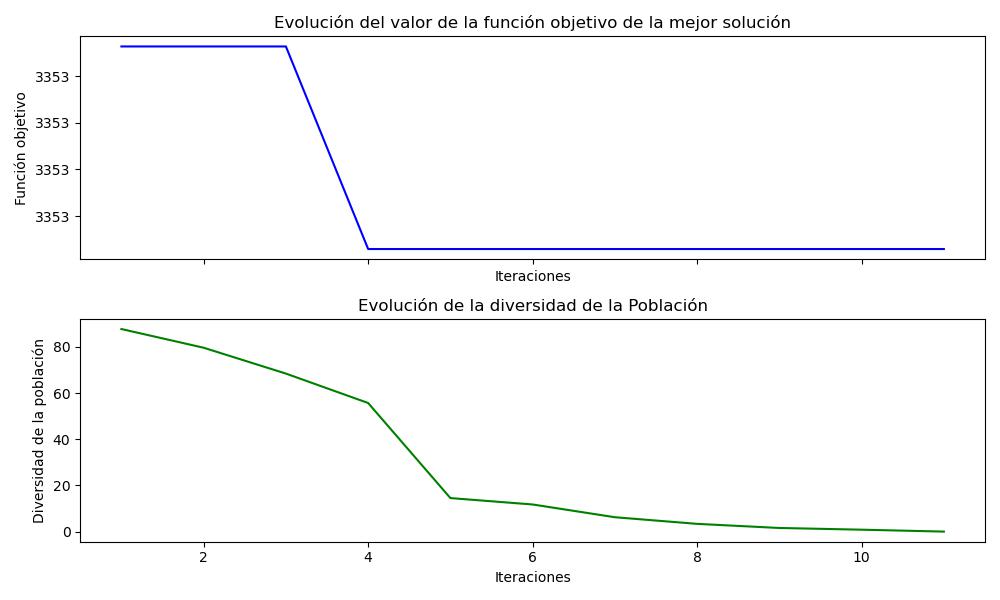 Evolución del valor de la función objetivo de la mejor solución
Función objetivo
3353
3353
3353
3353
Iteraciones
Evolución de la diversidad de la Población
Diversidad de la población
80
60
40
20
0
2 4 6 8 10
Iteraciones